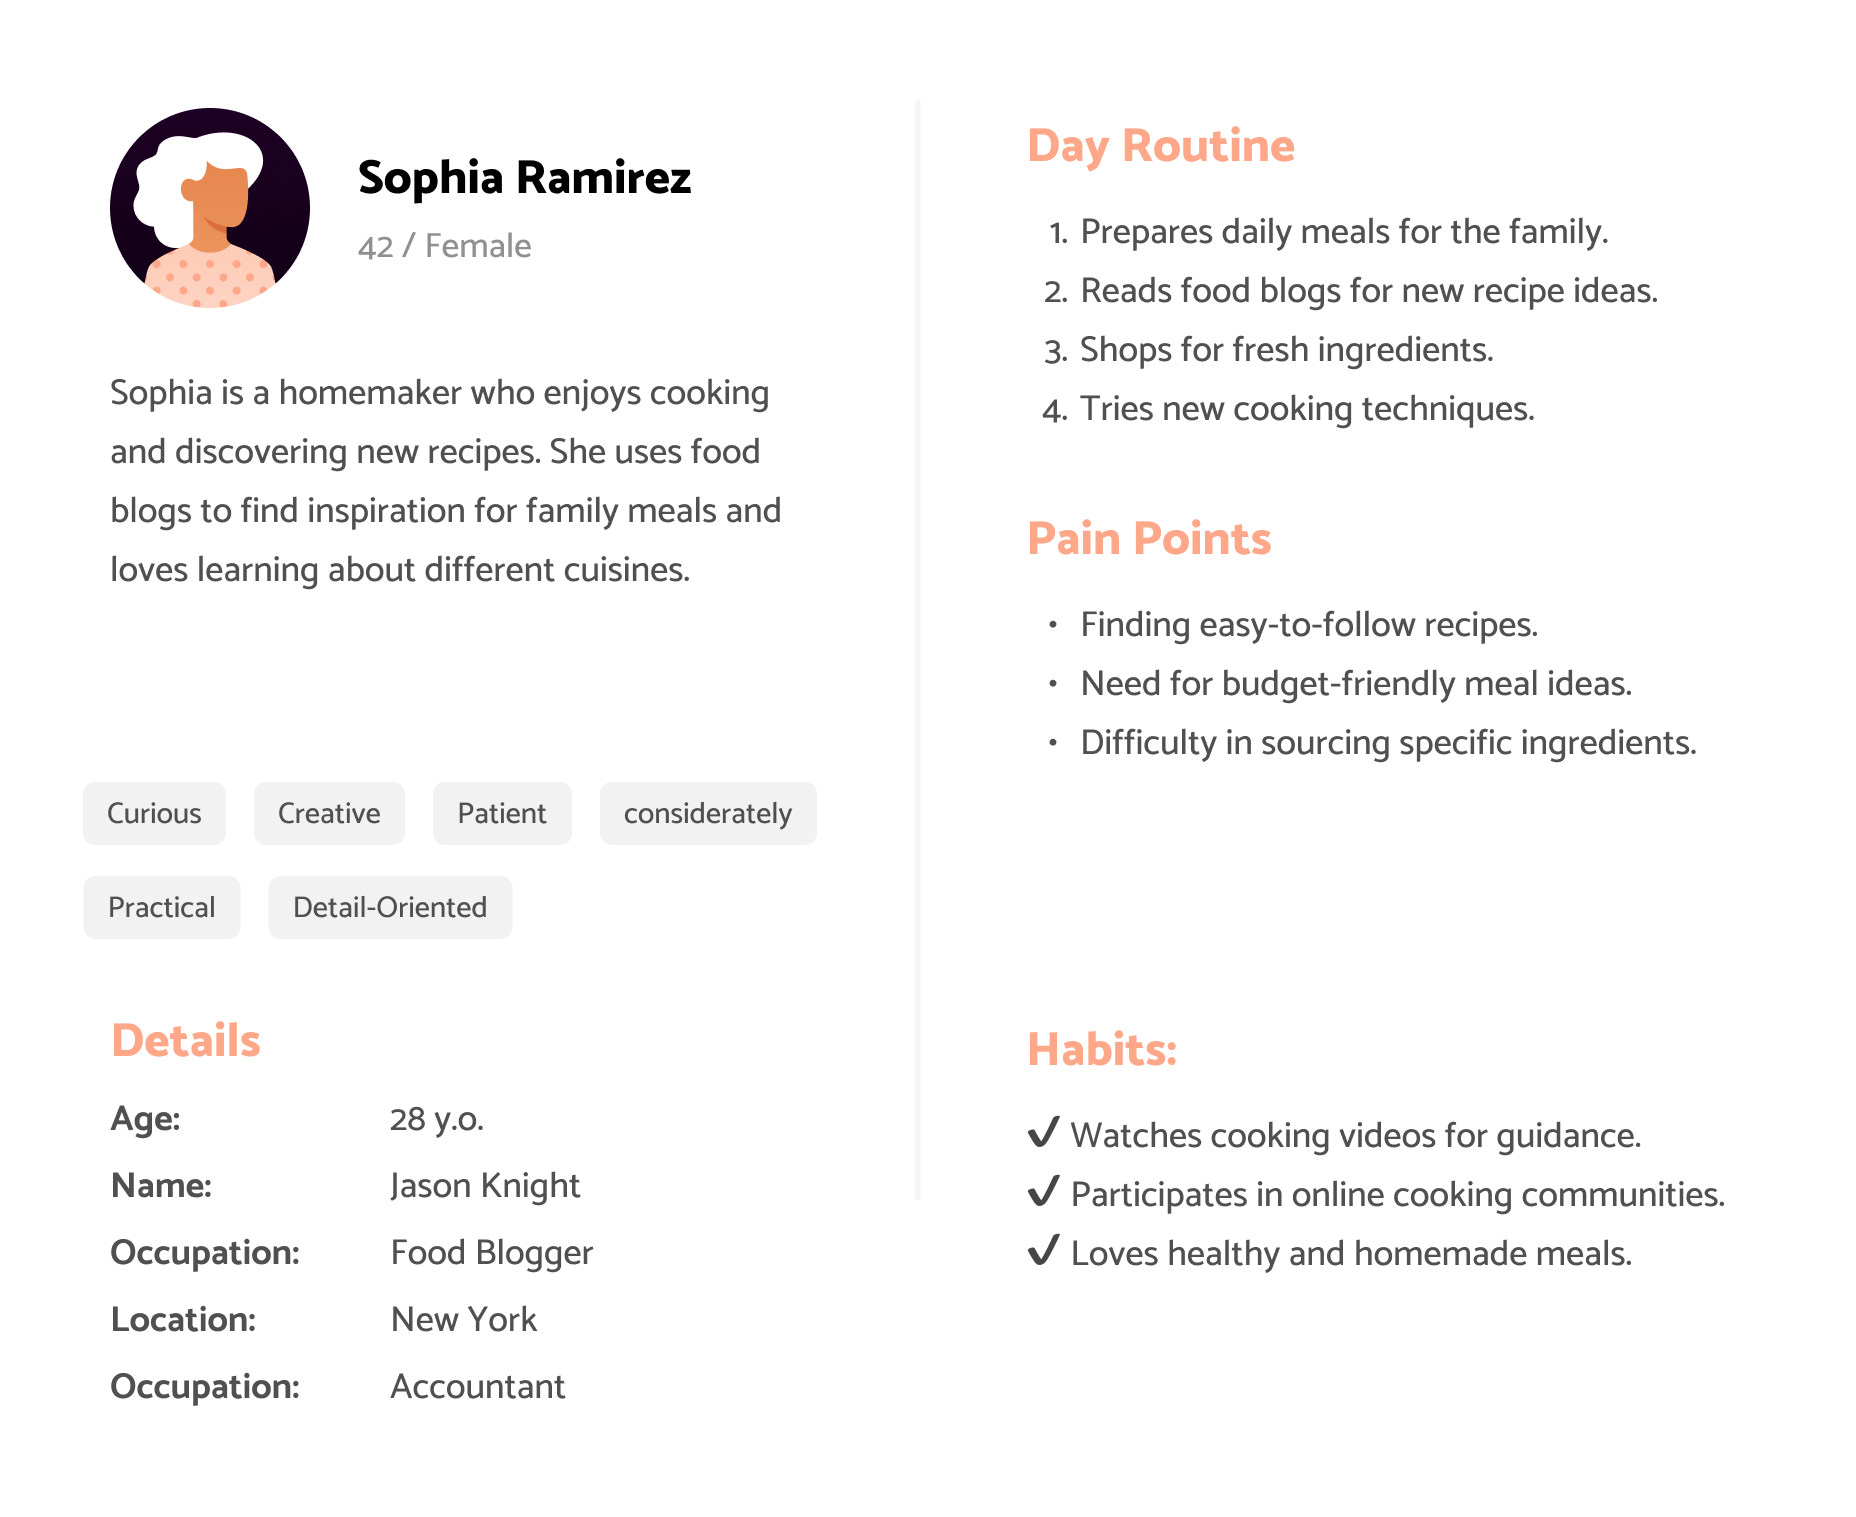 Sophia Ramirez
42 / Female
Sophia is a homemaker who enjoys cooking
and discovering new recipes. She uses food
blogs to find inspiration for family meals and
loves learning about different cuisines.
Curious
Creative
Patient
considerately
Practical
Detail-Oriented
Details
Age: 28 y.o.
Name: Jason Knight
Occupation: Food Blogger
Location: New York
Occupation: Accountant
Day Routine
1. Prepares daily meals for the family.
2. Reads food blogs for new recipe ideas.
3. Shops for fresh ingredients.
4. Tries new cooking techniques.
Pain Points
• Finding easy-to-follow recipes.
• Need for budget-friendly meal ideas.
• Difficulty in sourcing specific ingredients.
Habits:
✔ Watches cooking videos for guidance.
✔ Participates in online cooking communities.
✔ Loves healthy and homemade meals.